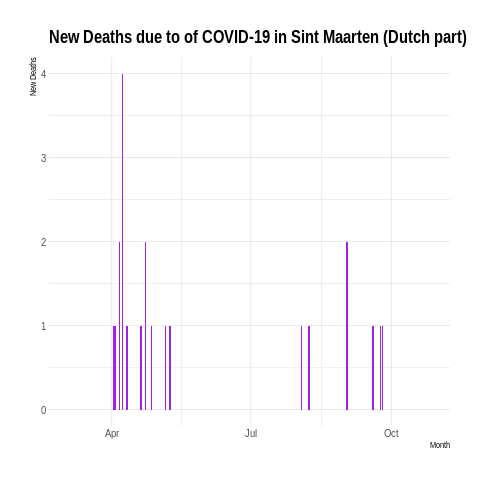 New Deaths due to of COVID-19 in Sint Maarten (Dutch part)
New Deaths
4
3
2
1
0
Apr
Jul
Oct
Month